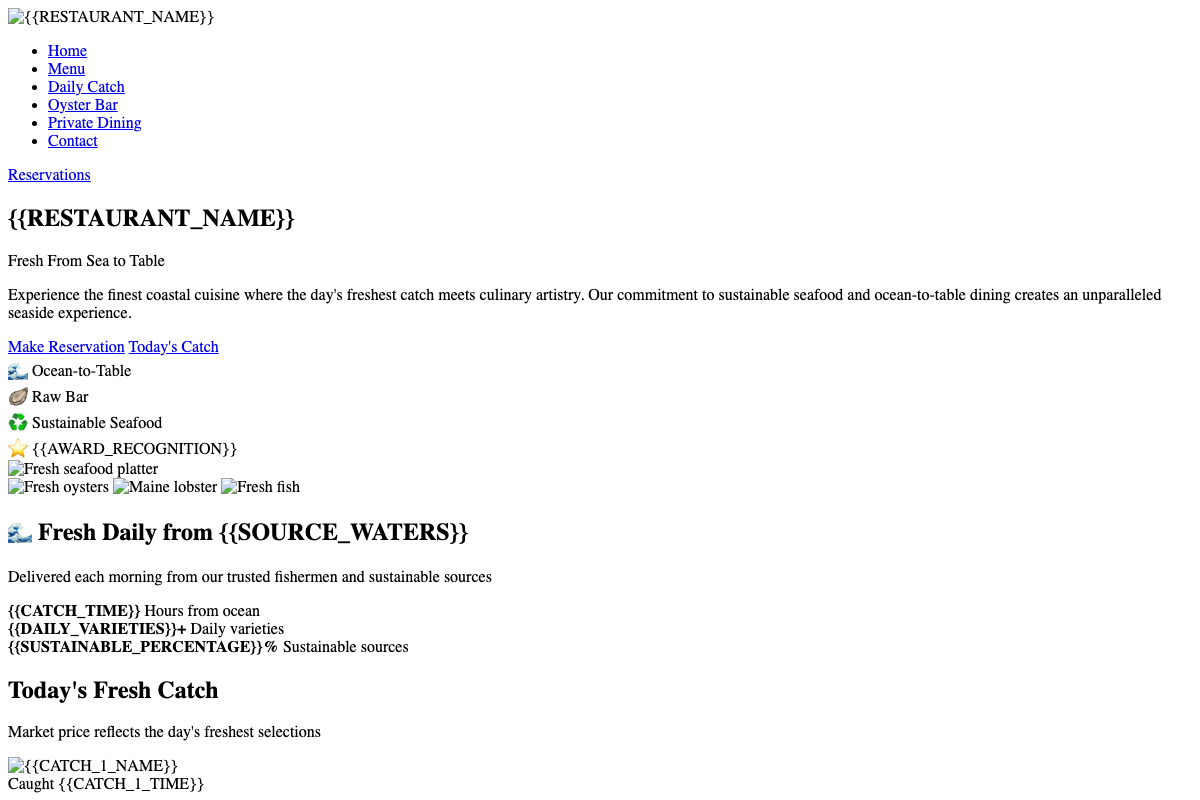 {{RESTAURANT_NAME}}
Home
Menu
Daily Catch
Oyster Bar
Private Dining
Contact
Reservations
{{RESTAURANT_NAME}}
Fresh From Sea to Table
Experience the finest coastal cuisine where the day's freshest catch meets culinary artistry. Our commitment to sustainable seafood and ocean-to-table dining creates an unparalleled
seaside experience.
Make Reservation Today's Catch
🌊 Ocean-to-Table
🦪 Raw Bar
♻️ Sustainable Seafood
⭐ {{AWARD_RECOGNITION}}
Fresh seafood platter
Fresh oysters Maine lobster Fresh fish
🌊 Fresh Daily from {{SOURCE_WATERS}}
Delivered each morning from our trusted fishermen and sustainable sources
{{CATCH_TIME}} Hours from ocean
{{DAILY_VARIETIES}}+ Daily varieties
{{SUSTAINABLE_PERCENTAGE}}% Sustainable sources
Today's Fresh Catch
Market price reflects the day's freshest selections
{{CATCH_1_NAME}}
Caught {{CATCH_1_TIME}}